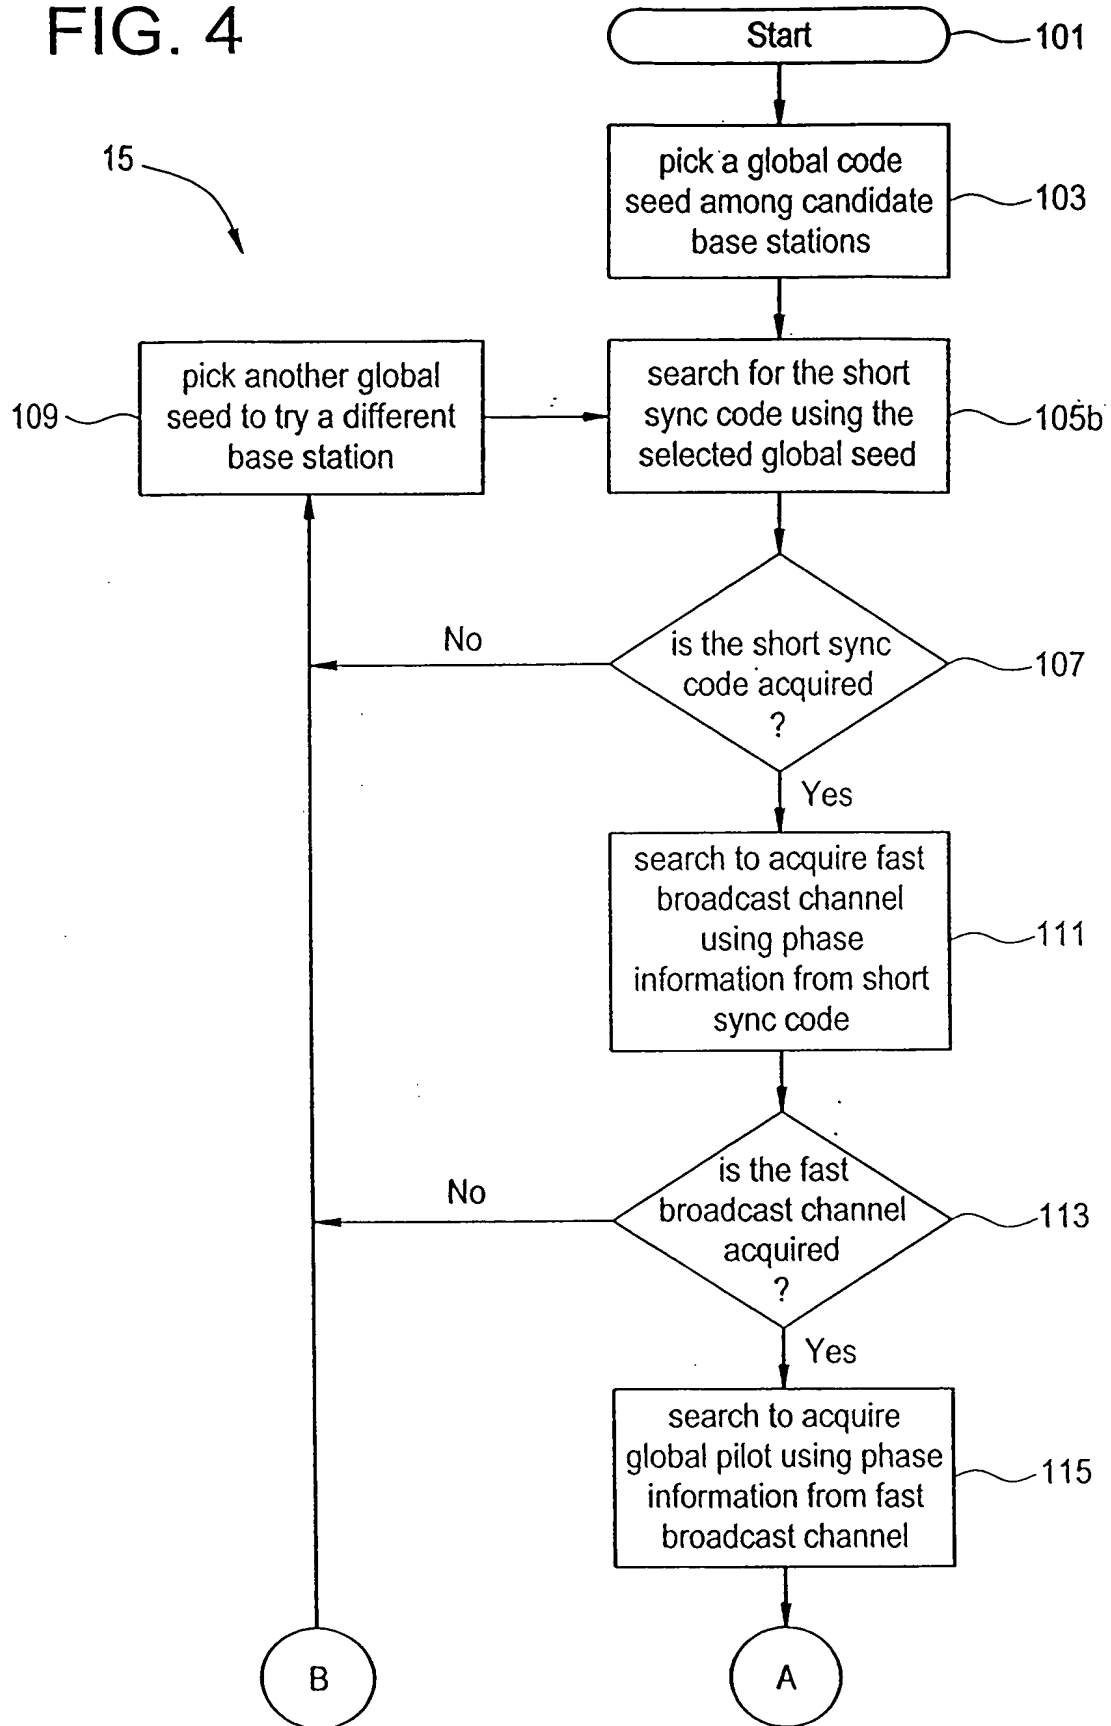 FIG. 4
Start
101
15
pick a global code
seed among candidate
base stations
103
pick another global
seed to try a different
base station
109
search for the short
sync code using the
selected global seed
105b
No
is the short sync
code acquired
?
107
Yes
search to acquire fast
broadcast channel
using phase
information from short
sync code
111
No
is the fast
broadcast channel
acquired
?
113
Yes
search to acquire
global pilot using phase
information from fast
broadcast channel
115
B
A